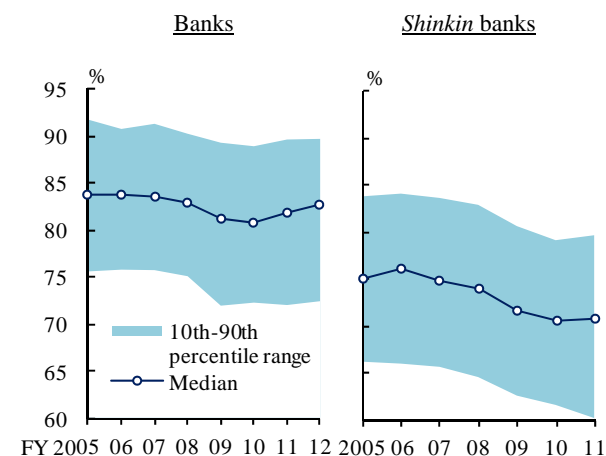 Banks
Shinkin banks
%
%
95
90
85
80
75
70
65
60
10th-90th
percentile range
Median
FY 2005 06 07 08 09 10 11 12
2005 06 07 08 09 10 11